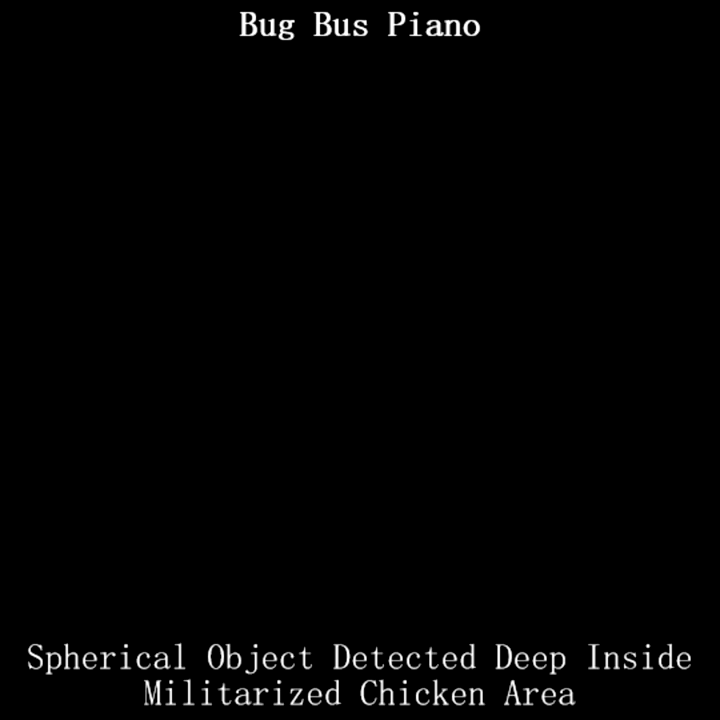 Bug Bus Piano
Spherical Object Detected Deep Inside
Militarized Chicken Area